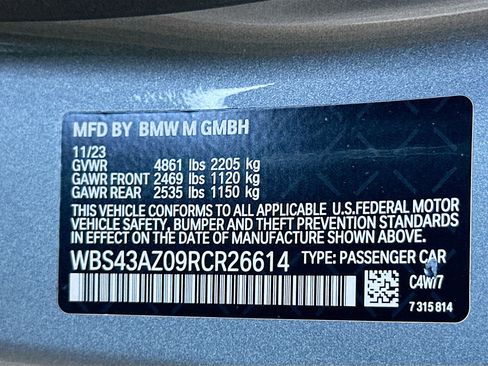 MFD BY BMW M GMBH
11/23
GVWR 4861 lbs 2205 kg
GAWR FRONT 2469 lbs 1120 kg
GAWR REAR 2535 lbs 1150 kg
THIS VEHICLE CONFORMS TO ALL APPLICABLE U.S.FEDERAL MOTOR
VEHICLE SAFETY, BUMPER AND THEFT PREVENTION STANDARDS
IN EFFECT ON THE DATE OF MANUFACTURE SHOWN ABOVE.
WBS43AZ09RCR26614 TYPE: PASSENGER CAR
C4W/7
7 315 814